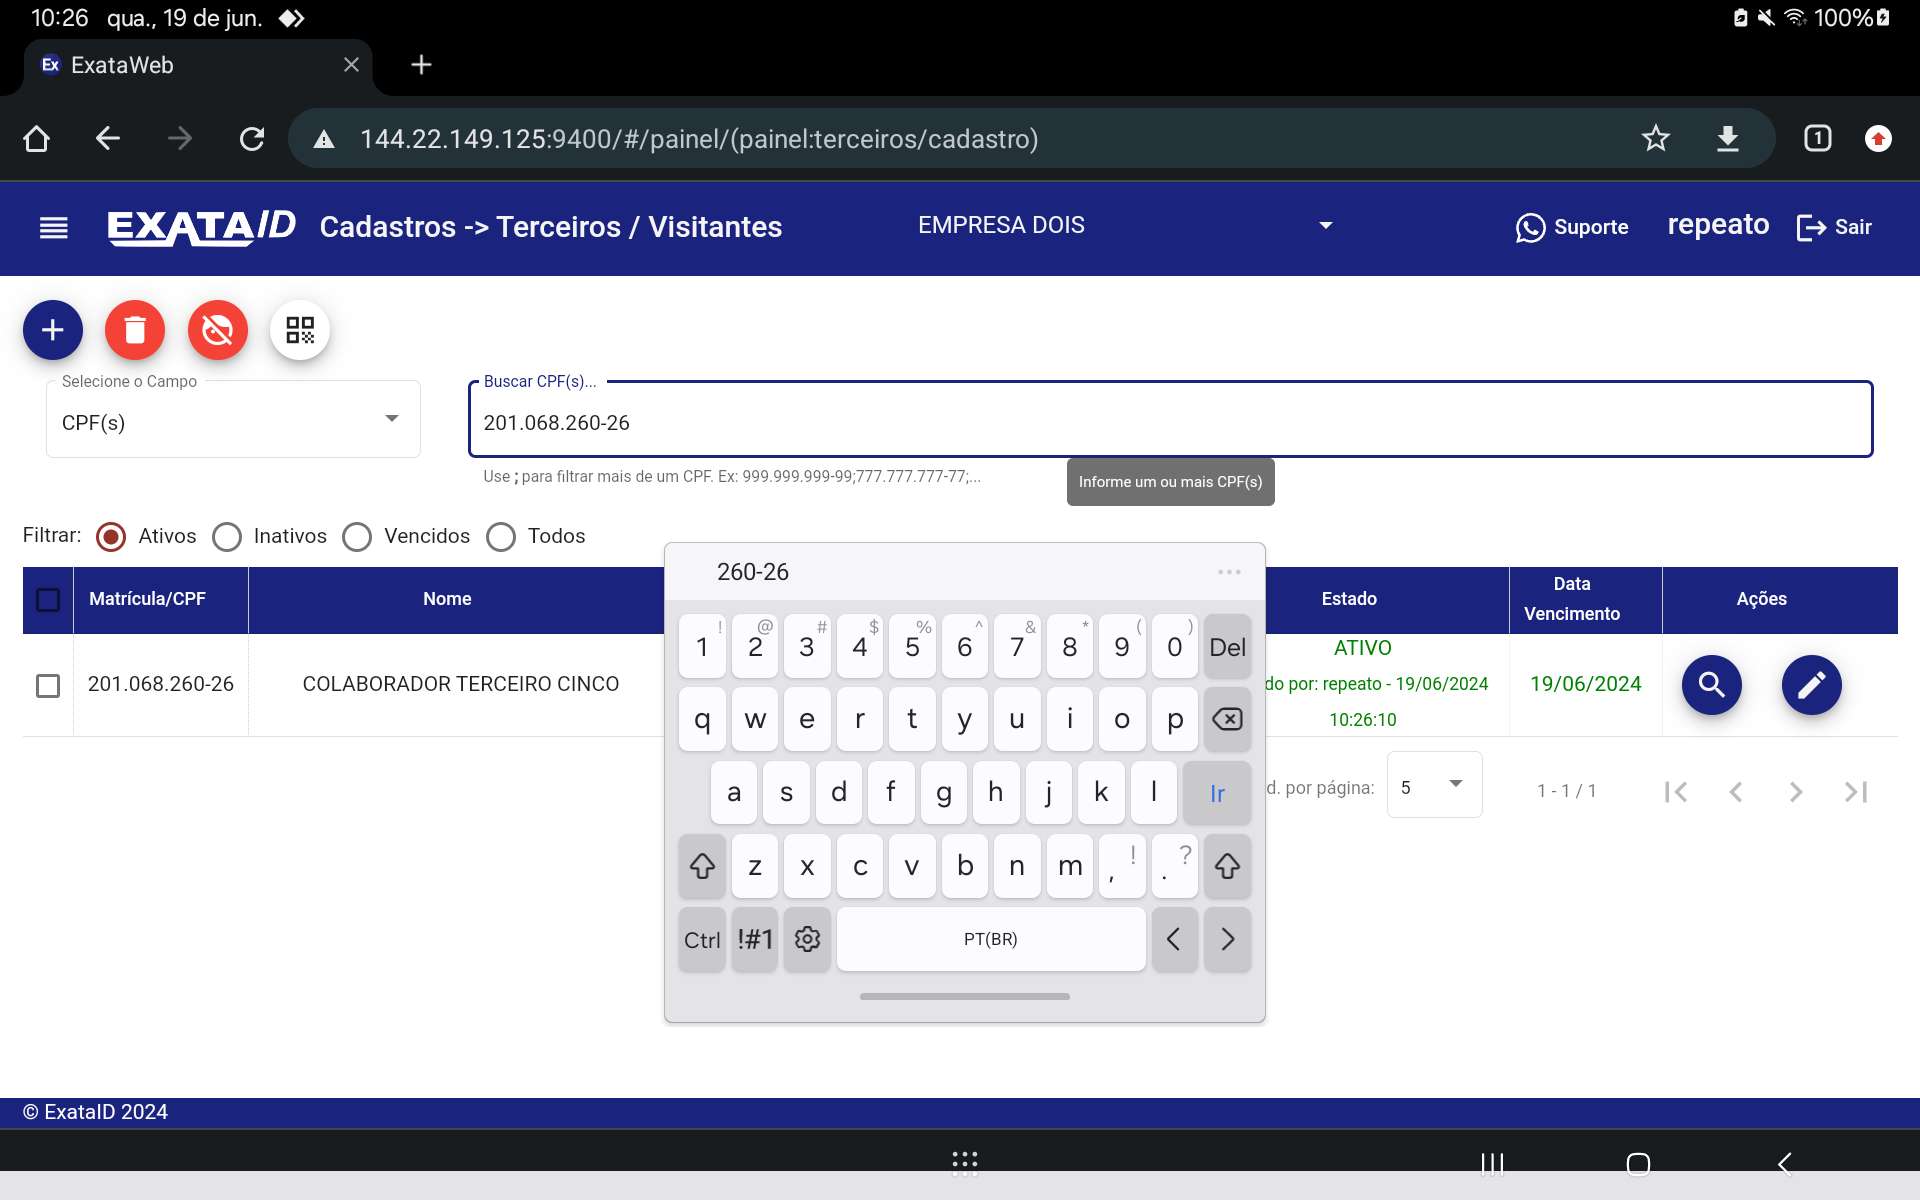 10:26 qua., 19 de jun. 100%
Ex ExataWeb
144.22.149.125:9400/#/painel/(painel:terceiros/cadastro) 1
EXATAID Cadastros -> Terceiros / Visitantes EMPRESA DOIS Suporte repeato Sair
Selecione o Campo
CPF(s)
Buscar CPF(s)...
201.068.260-26
Use ; para filtrar mais de um CPF. Ex: 999.999.999-99;777.777.777-77;...
Informe um ou mais CPF(s)
Filtrar: Ativos Inativos Vencidos Todos
Matrícula/CPF Nome Estado Data Vencimento Ações
201.068.260-26 COLABORADOR TERCEIRO CINCO
ATIVO
do por: repeato - 19/06/2024
10:26:10
19/06/2024
d. por página: 5 1 - 1 / 1
260-26 ...
! @ # $ % ^ & * ( )
1 2 3 4 5 6 7 8 9 0 Del
q w e r t y u i o p
a s d f g h j k l Ir
z x c v b n m , ! . ?
Ctrl !#1 PT(BR) < >
© ExataID 2024